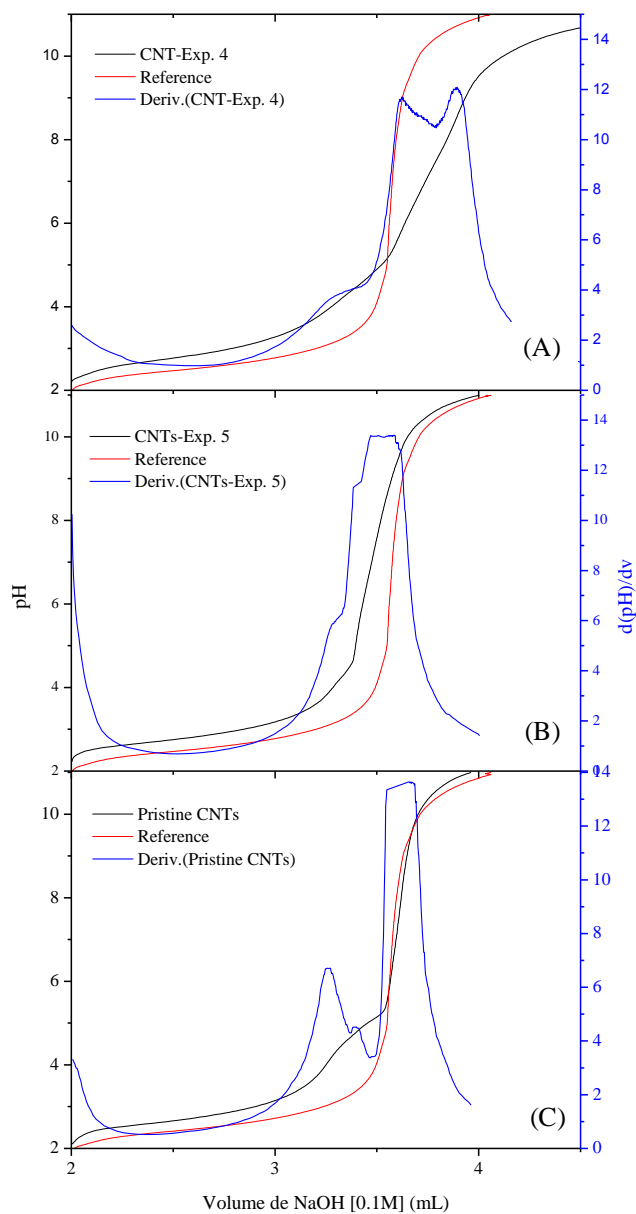 CNT-Exp. 4
Reference
Deriv.(CNT-Exp. 4)
10
8
6
4
2
15
14
12
10
8
6
4
2
0
(A)
CNTs-Exp. 5
Reference
Deriv.(CNTs-Exp. 5)
10
8
6
4
2
15
14
12
10
8
6
4
2
0
(B)
pH
d(pH)/dv
Pristine CNTs
Reference
Deriv.(Pristine CNTs)
10
8
6
4
2
14
12
10
8
6
4
2
0
(C)
2
3
4
Volume de NaOH [0.1M] (mL)